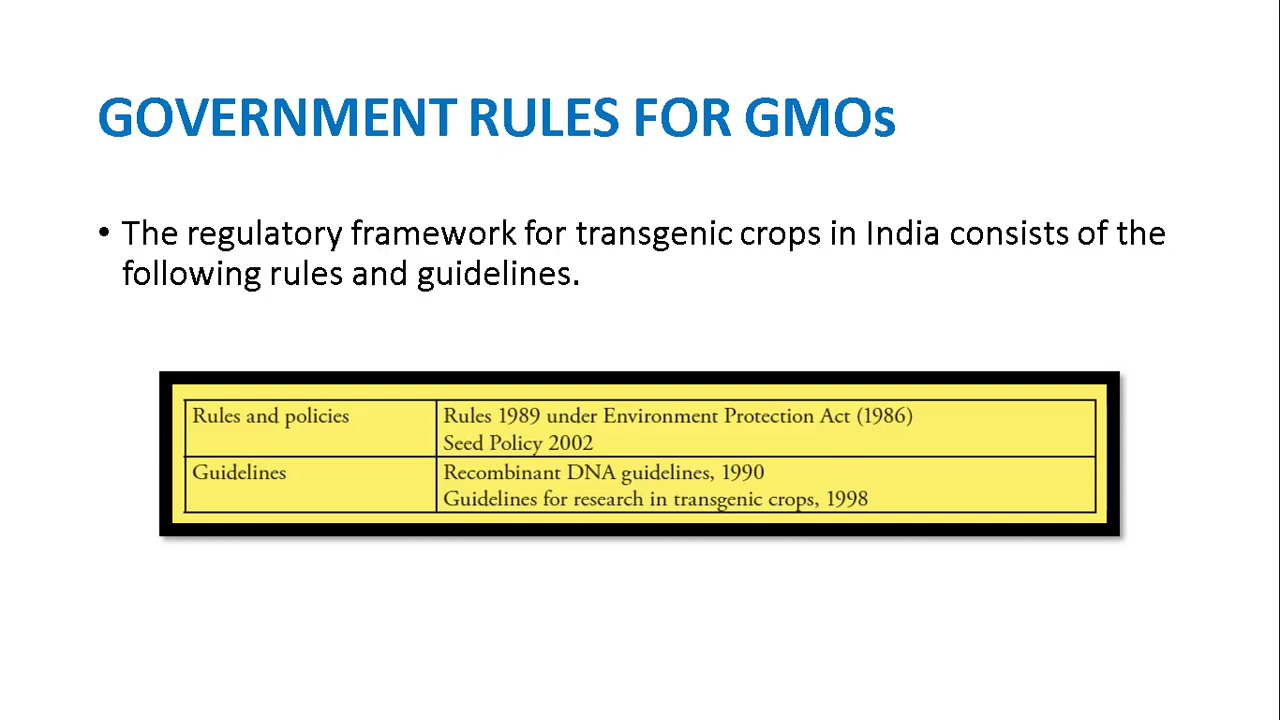 GOVERNMENT RULES FOR GMOs
• The regulatory framework for transgenic crops in India consists of the
following rules and guidelines.
Rules and policies
Rules 1989 under Environment Protection Act (1986)
Seed Policy 2002
Guidelines
Recombinant DNA guidelines, 1990
Guidelines for research in transgenic crops, 1998